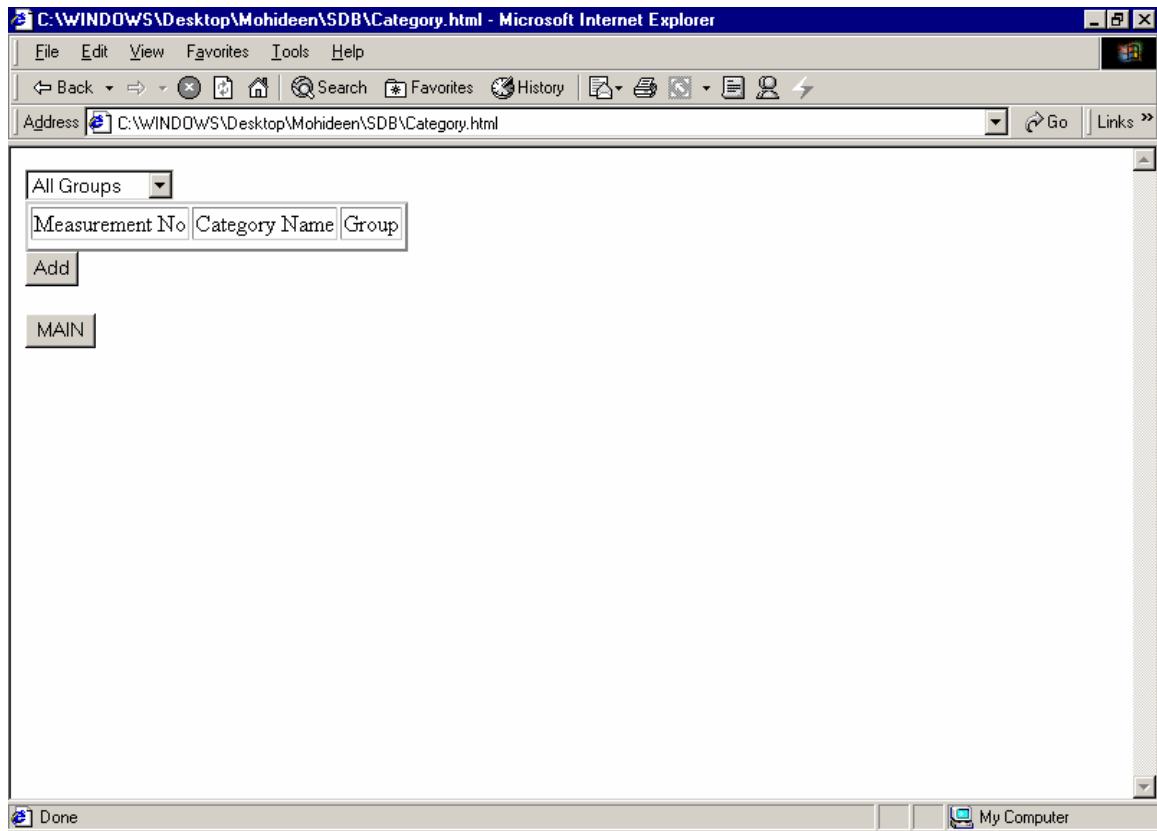 C:\WINDOWS\Desktop\Mohideen\SDB\Category.html - Microsoft Internet Explorer
File Edit View Favorites Tools Help
Back Search Favorites History
Address C:\WINDOWS\Desktop\Mohideen\SDB\Category.html Go Links »
All Groups
Measurement No Category Name Group
Add
MAIN
Done My Computer